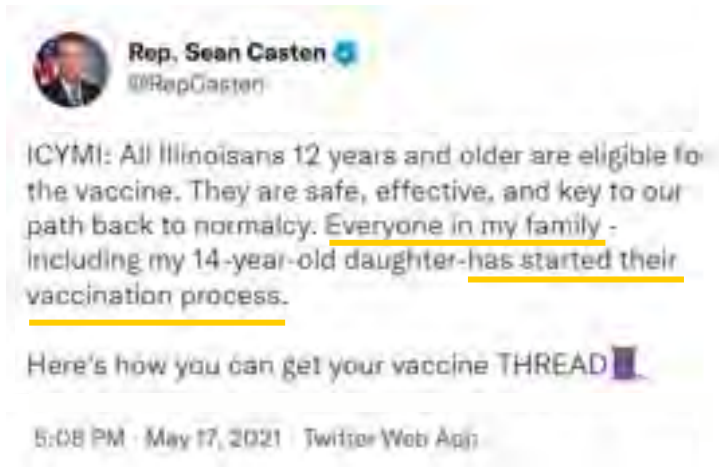 Rep. Sean Casten
@RepCasten
ICYMI: All Illinoisans 12 years and older are eligible for
the vaccine. They are safe, effective, and key to our
path back to normalcy. Everyone in my family -
including my 14-year-old daughter-has started their
vaccination process.
Here's how you can get your vaccine THREAD🧵
5:08 PM · May 17, 2021 · Twitter Web App